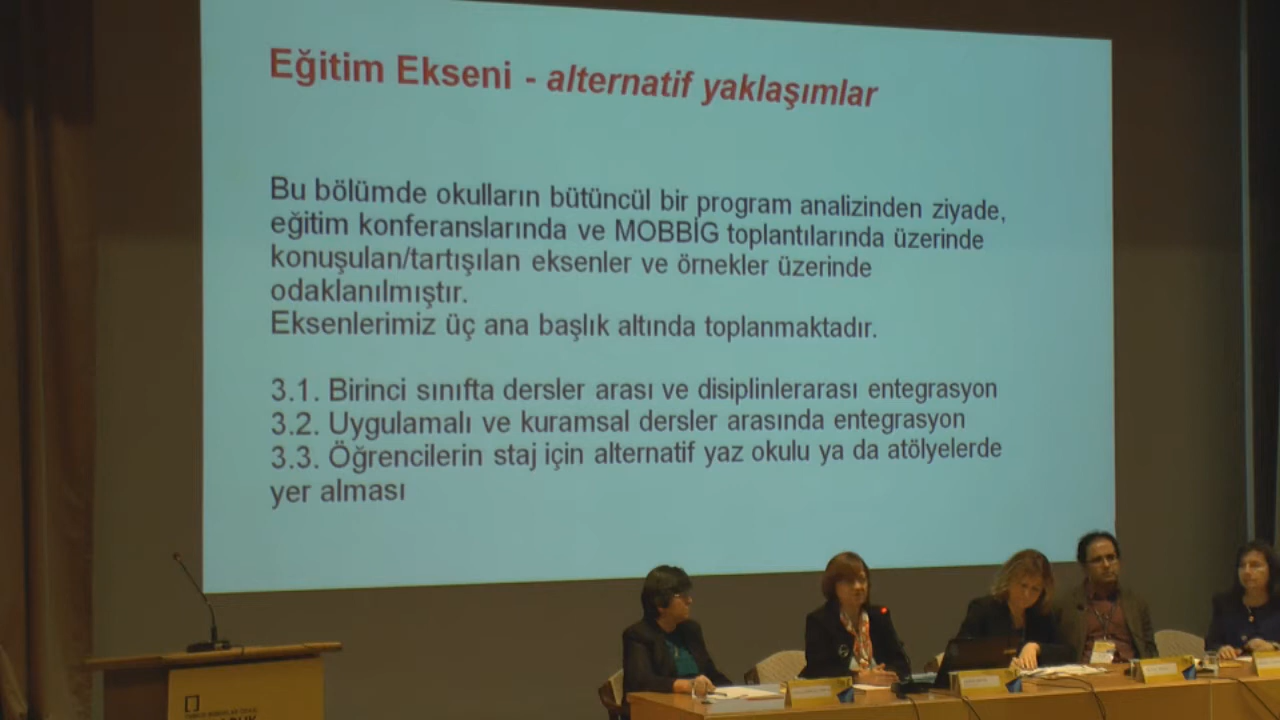 Eğitim Ekseni - alternatif yaklaşımlar
Bu bölümde okulların bütüncül bir program analizinden ziyade,
eğitim konferanslarında ve MOBBİG toplantılarında üzerinde
konuşulan/tartışılan eksenler ve örnekler üzerinde
odaklanılmıştır.
Eksenlerimiz üç ana başlık altında toplanmaktadır.
3.1. Birinci sınıfta dersler arası ve disiplinlerarası entegrasyon
3.2. Uygulamalı ve kuramsal dersler arasında entegrasyon
3.3. Öğrencilerin staj için alternatif yaz okulu ya da atölyelerde
yer alması